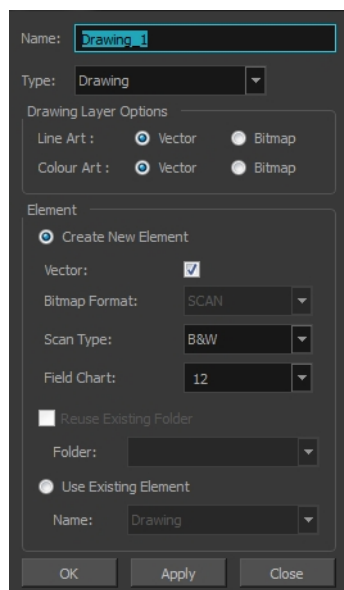 Name: Drawing_1
Type: Drawing
Drawing Layer Options
Line Art : Vector Bitmap
Colour Art : Vector Bitmap
Element
Create New Element
Vector:
Bitmap Format: SCAN
Scan Type: B&W
Field Chart: 12
Reuse Existing Folder
Folder:
Use Existing Element
Name: Drawing
OK Apply Close